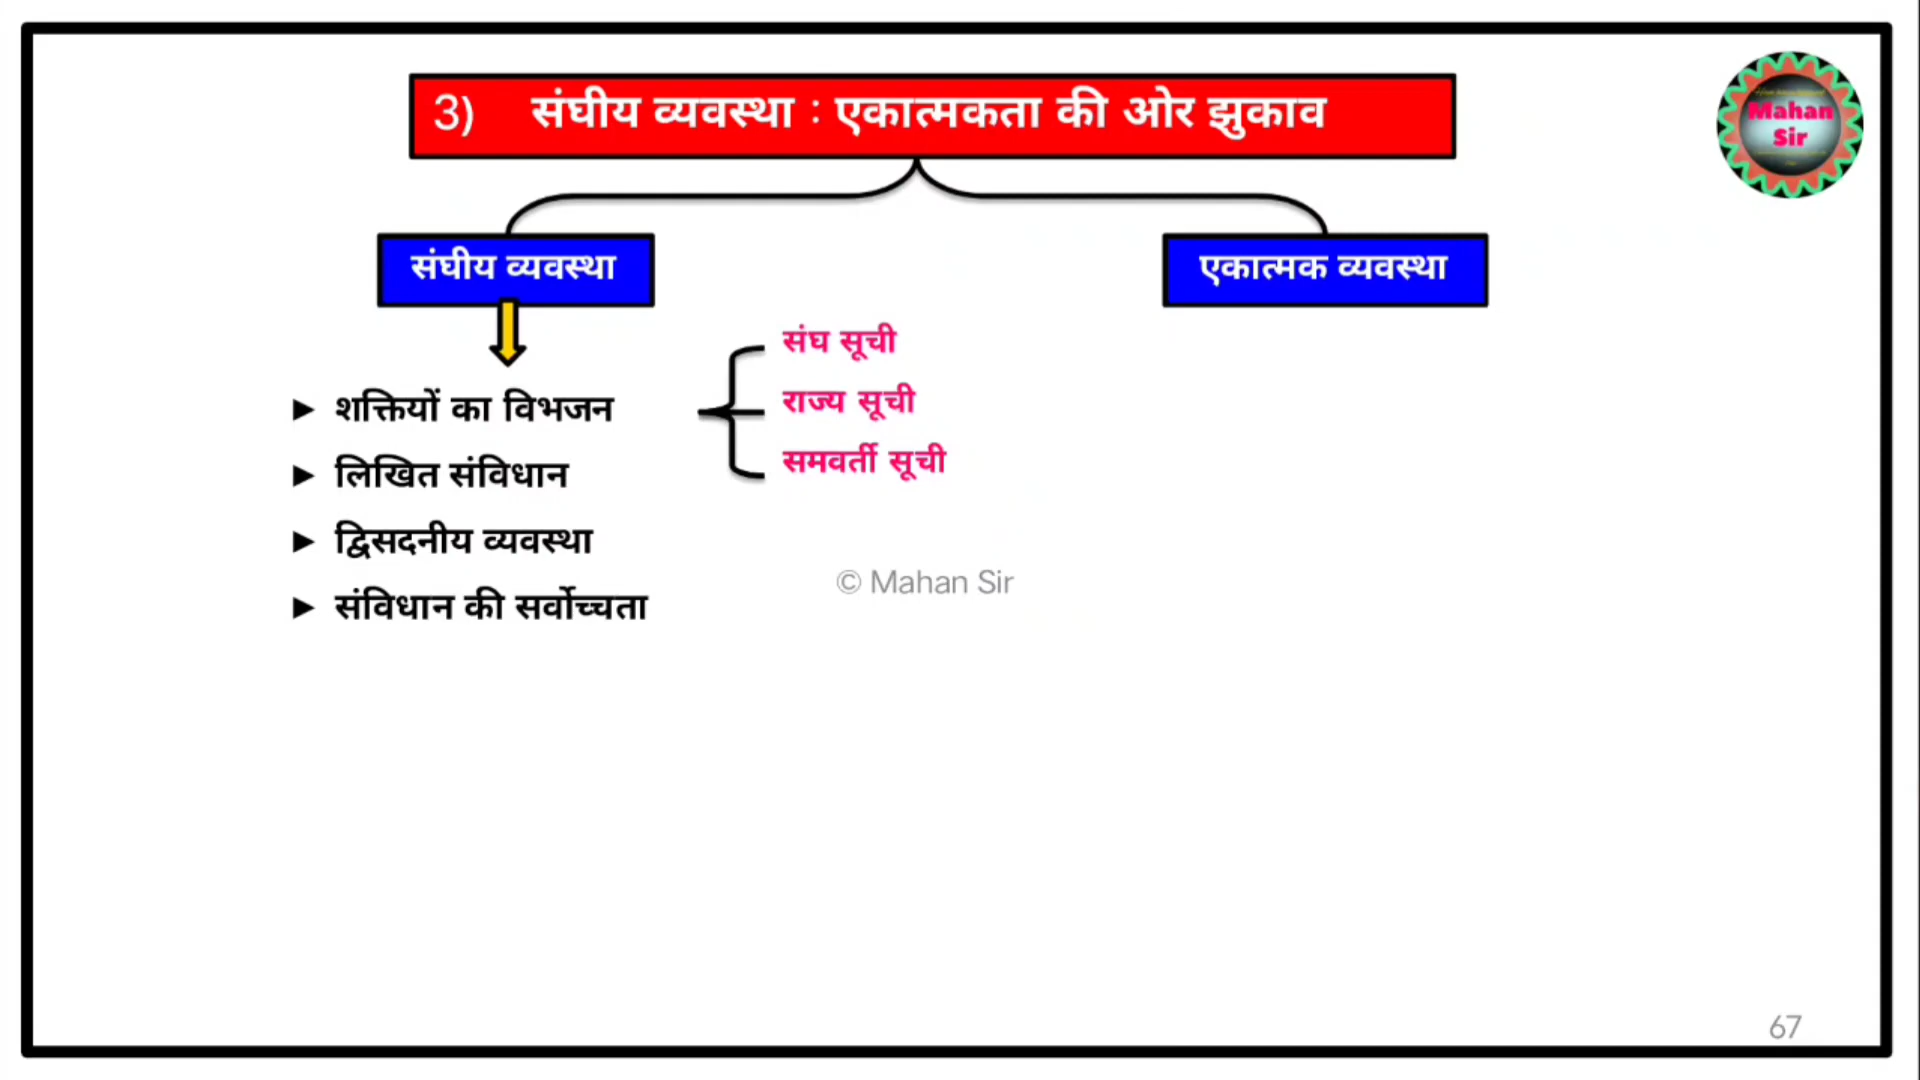 3) संघीय व्यवस्था : एकात्मकता की ओर झुकाव
Mahan
Sir
संघीय व्यवस्था
एकात्मक व्यवस्था
► शक्तियों का विभजन
► लिखित संविधान
► द्विसदनीय व्यवस्था
► संविधान की सर्वोच्चता
संघ सूची
राज्य सूची
समवर्ती सूची
© Mahan Sir
67